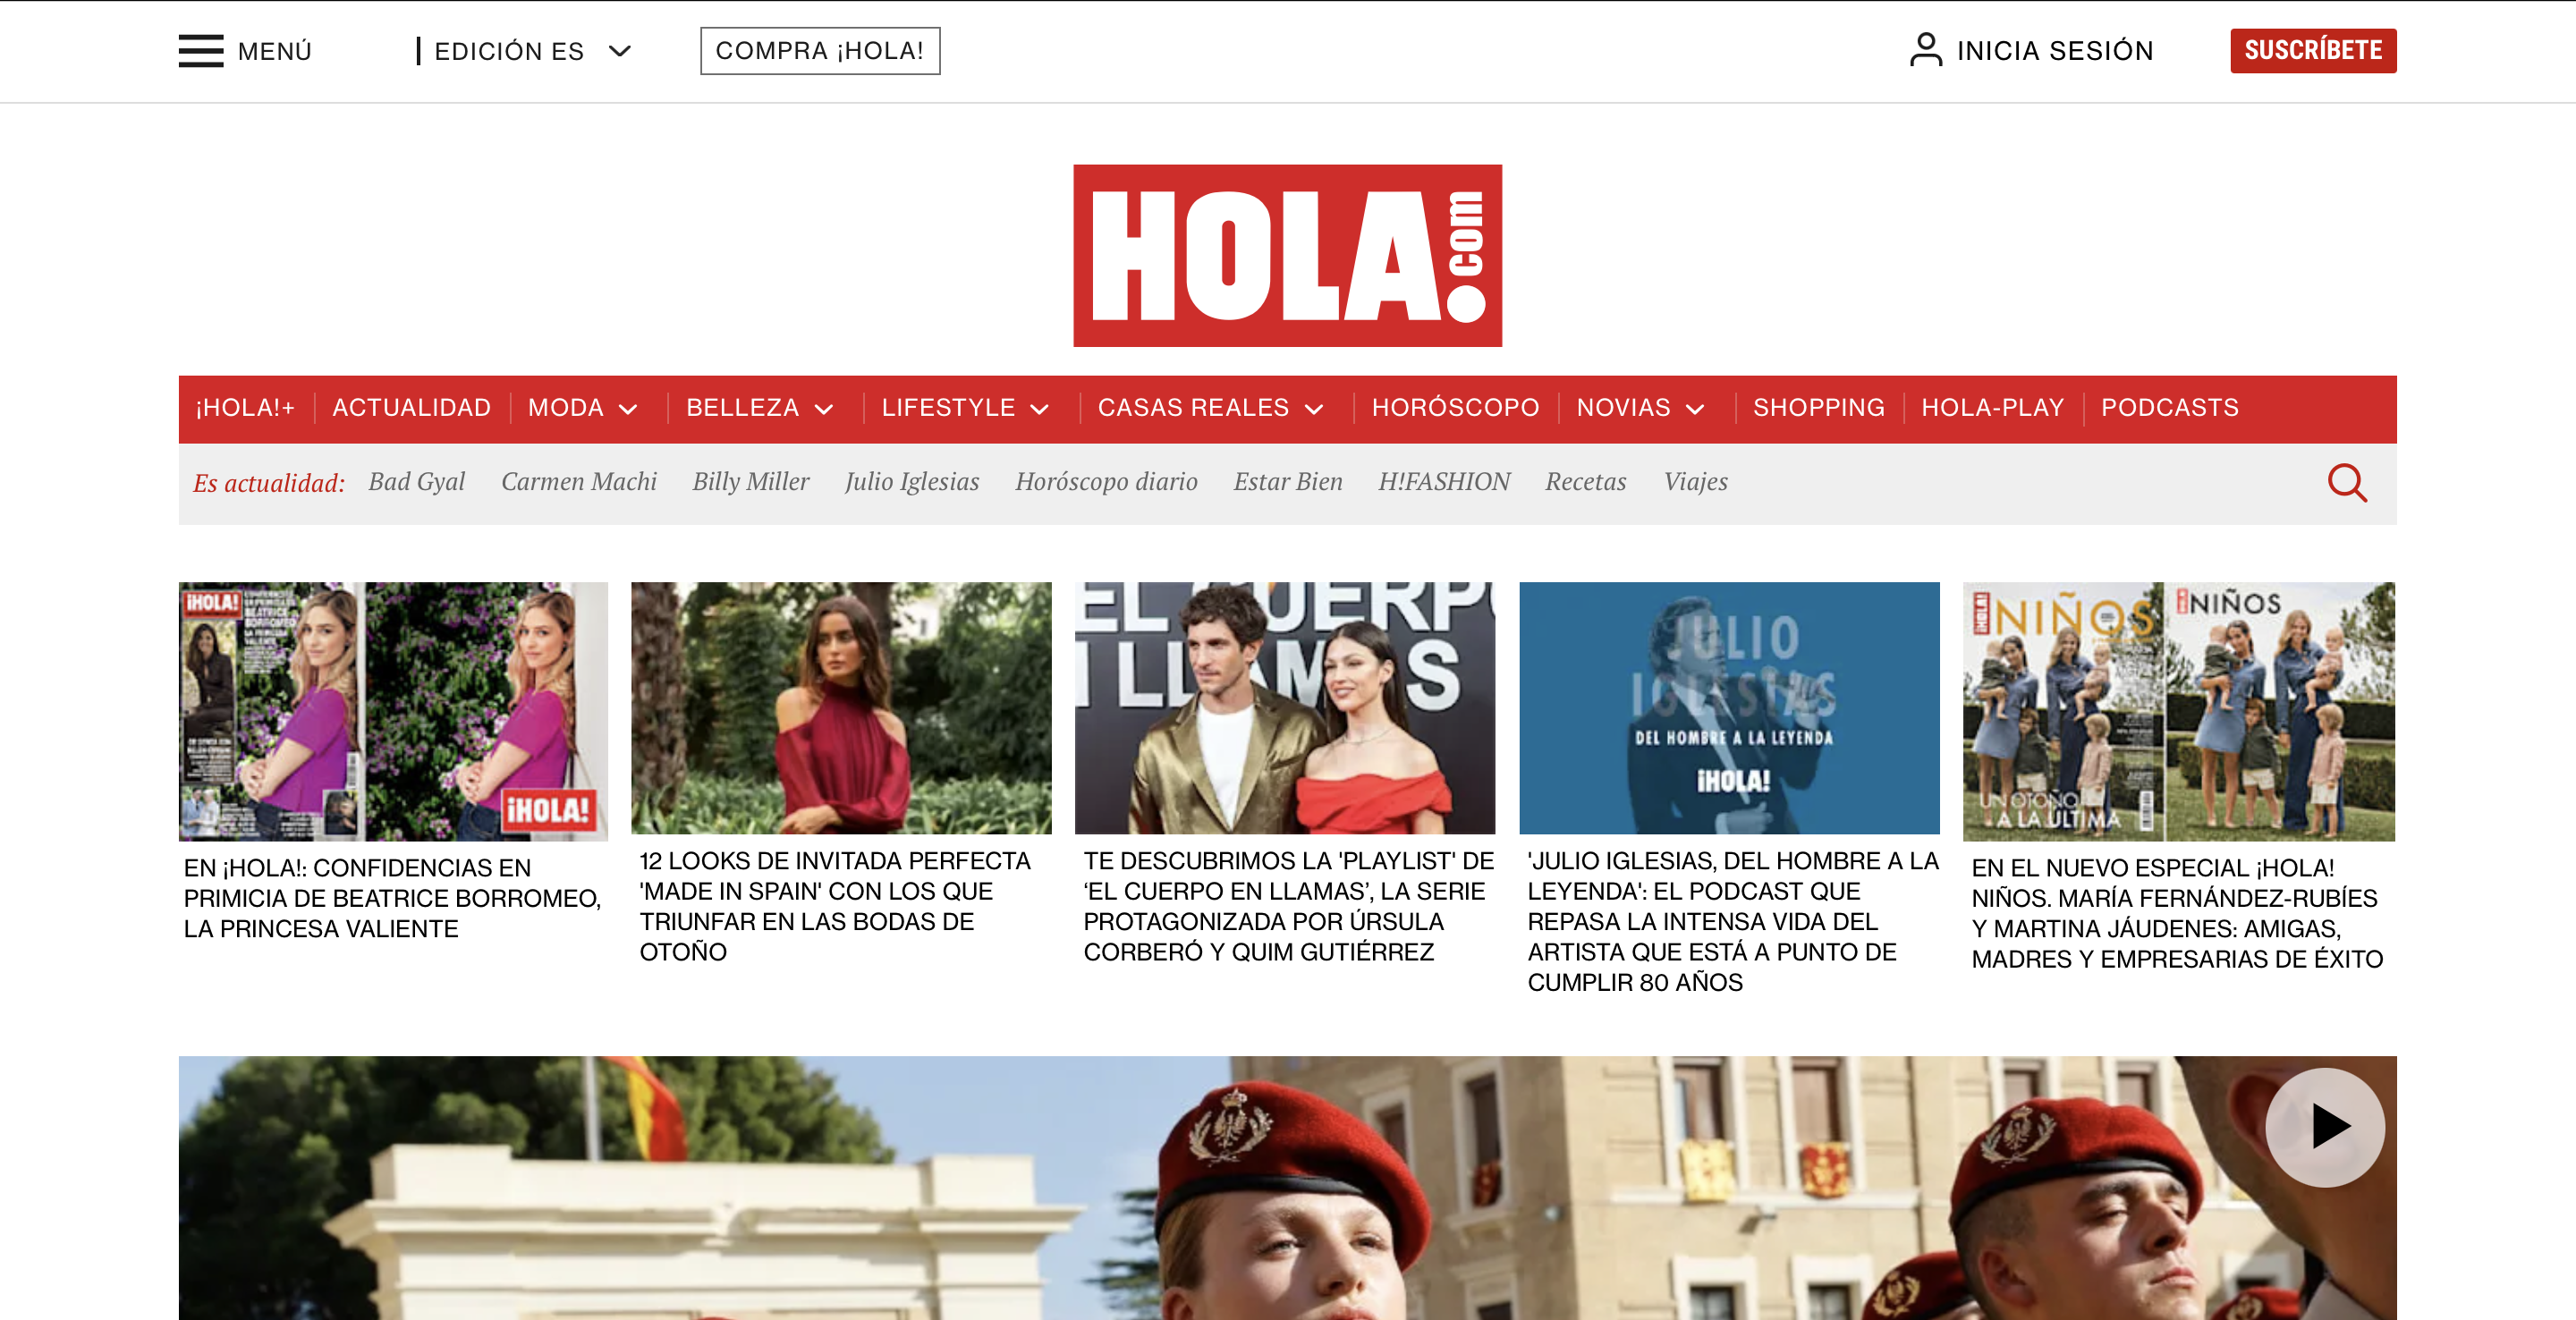 MENÚ
EDICIÓN ES
COMPRA ¡HOLA!
INICIA SESIÓN
SUSCRÍBETE
HOLA.com
¡HOLA!+
ACTUALIDAD
MODA
BELLEZA
LIFESTYLE
CASAS REALES
HORÓSCOPO
NOVIAS
SHOPPING
HOLA-PLAY
PODCASTS
Es actualidad:
Bad Gyal
Carmen Machi
Billy Miller
Julio Iglesias
Horóscopo diario
Estar Bien
H!FASHION
Recetas
Viajes
¡HOLA!
BEATRICE
BORROMEO
¡HOLA!
EN ¡HOLA!: CONFIDENCIAS EN
PRIMICIA DE BEATRICE BORROMEO,
LA PRINCESA VALIENTE
12 LOOKS DE INVITADA PERFECTA
'MADE IN SPAIN' CON LOS QUE
TRIUNFAR EN LAS BODAS DE
OTOÑO
EL CUERPO
LLAMAS
TE DESCUBRIMOS LA 'PLAYLIST' DE
‘EL CUERPO EN LLAMAS’, LA SERIE
PROTAGONIZADA POR ÚRSULA
CORBERÓ Y QUIM GUTIÉRREZ
JULIO
IGLESIAS
DEL HOMBRE A LA LEYENDA
¡HOLA!
'JULIO IGLESIAS, DEL HOMBRE A LA
LEYENDA': EL PODCAST QUE
REPASA LA INTENSA VIDA DEL
ARTISTA QUE ESTÁ A PUNTO DE
CUMPLIR 80 AÑOS
¡HOLA! NIÑOS
UN OTOÑO
A LA ÚLTIMA
¡HOLA! NIÑOS
EN EL NUEVO ESPECIAL ¡HOLA!
NIÑOS. MARÍA FERNÁNDEZ-RUBÍES
Y MARTINA JÁUDENES: AMIGAS,
MADRES Y EMPRESARIAS DE ÉXITO